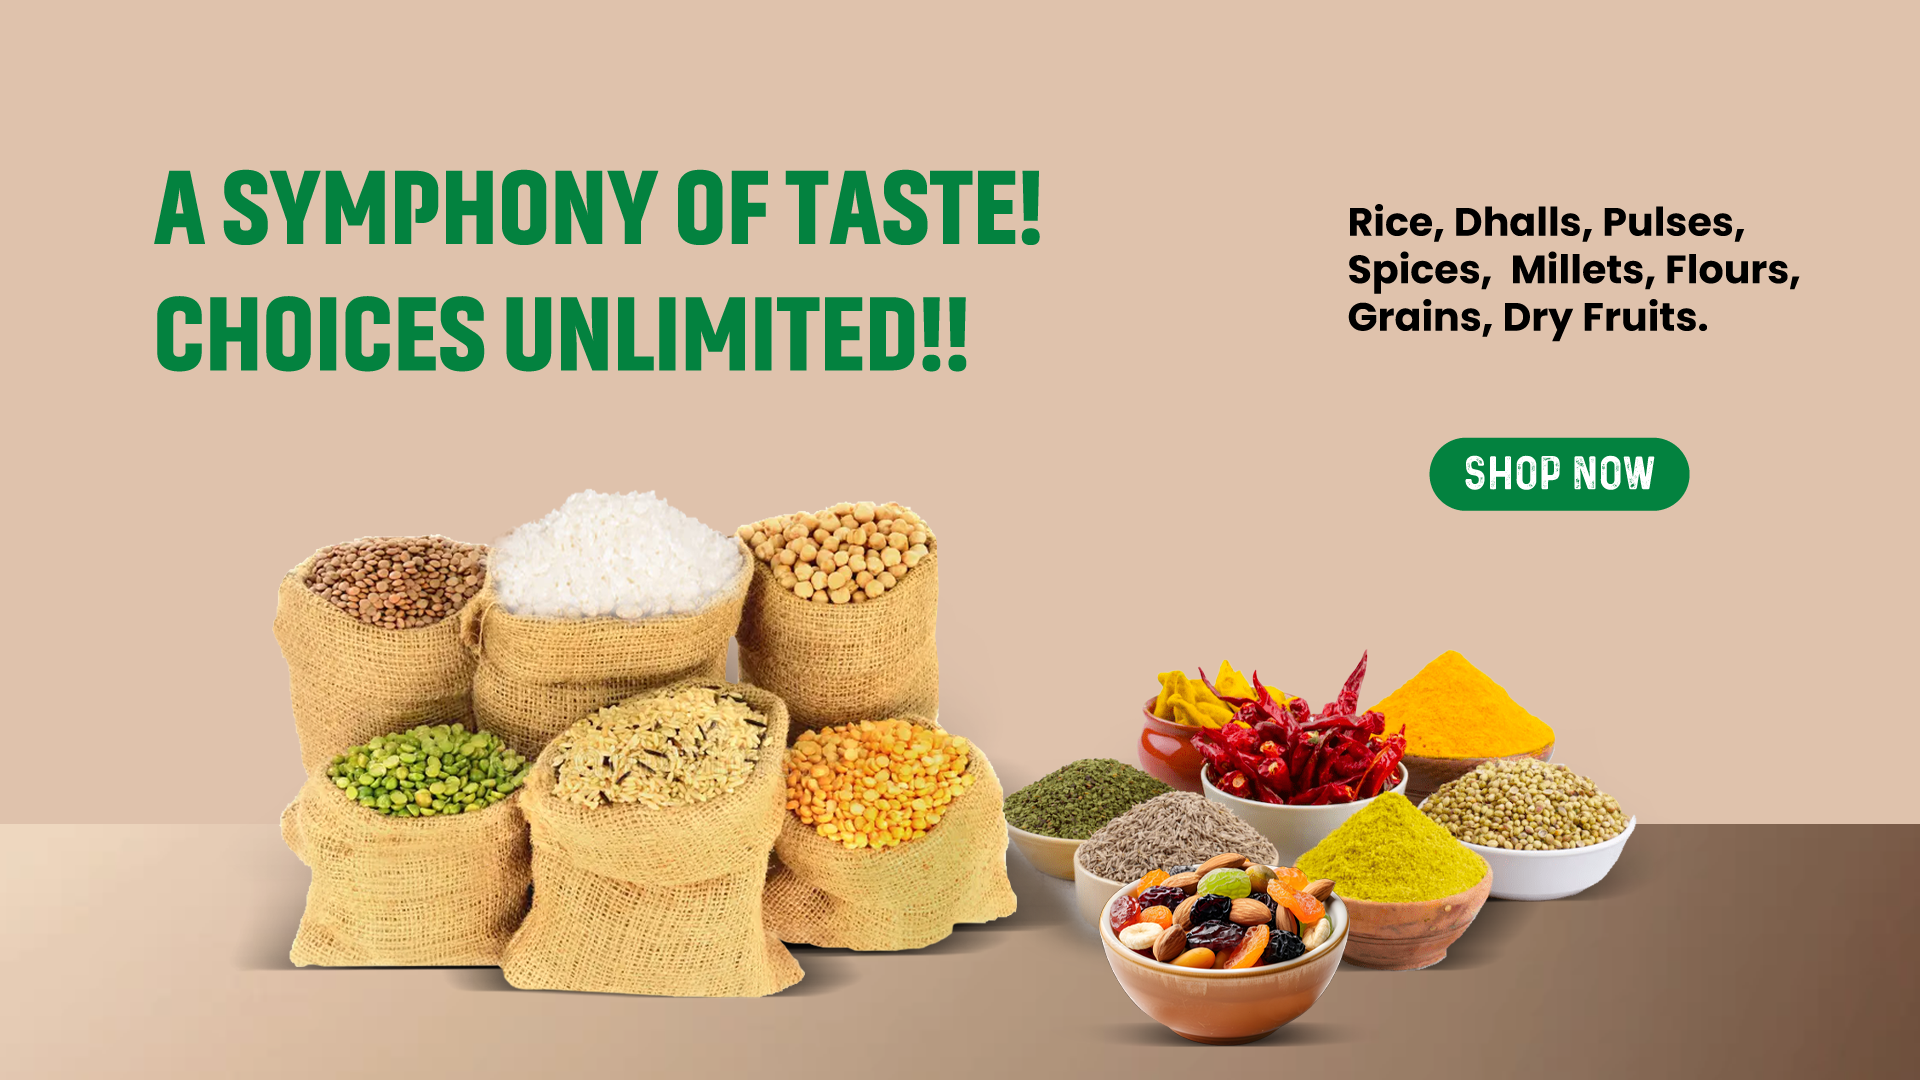 A SYMPHONY OF TASTE!
CHOICES UNLIMITED!!
Rice, Dhalls, Pulses,
Spices,  Millets, Flours,
Grains, Dry Fruits.
SHOP NOW